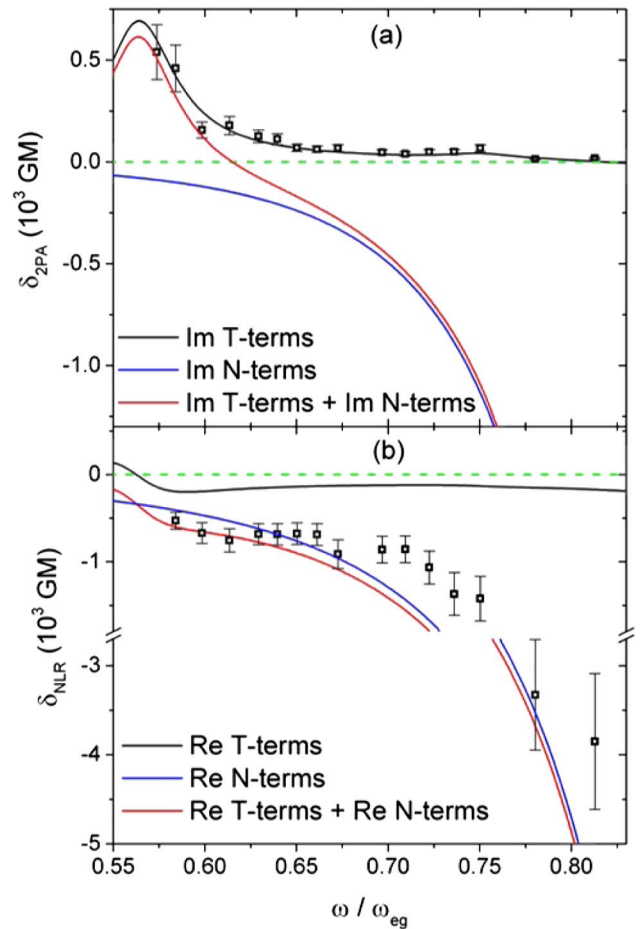 (a)
0.5
0.0
-0.5
-1.0
δ2PA (10³ GM)
Im T-terms
Im N-terms
Im T-terms + Im N-terms
(b)
0
-1
-3
-4
-5
δNLR (10³ GM)
Re T-terms
Re N-terms
Re T-terms + Re N-terms
0.55 0.60 0.65 0.70 0.75 0.80
ω / ωeg